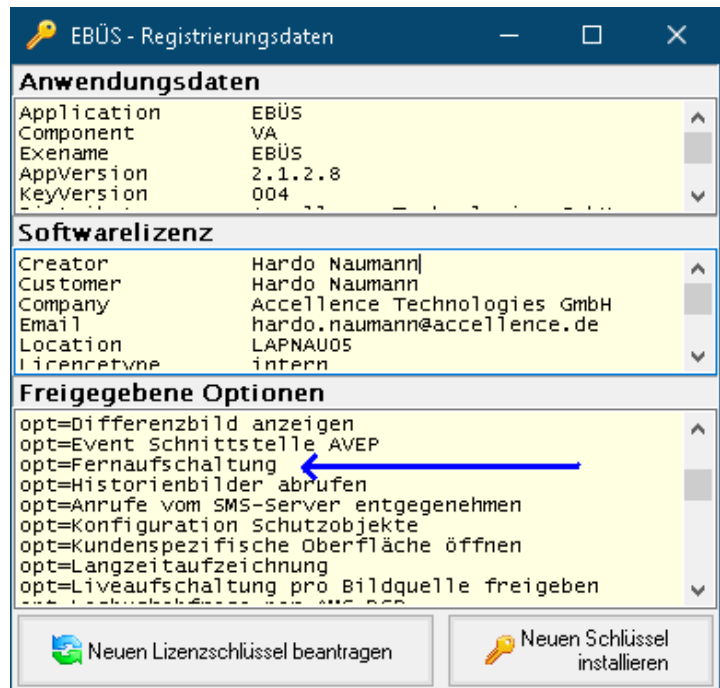 EBÜS - Registrierungsdaten
Anwendungsdaten
Application EBÜS
Component VA
Exename EBÜS
AppVersion 2.1.2.8
KeyVersion 004
Softwarelizenz
Creator Hardo Naumann
Customer Hardo Naumann
Company Accellence Technologies GmbH
Email hardo.naumann@accellence.de
Location LAPNAU05
Licencetype intern
Freigegebene Optionen
opt=Differenzbild anzeigen
opt=Event Schnittstelle AVEP
opt=Fernaufschaltung
opt=Historienbilder abrufen
opt=Anrufe vom SMS-Server entgegenehmen
opt=Konfiguration Schutzobjekte
opt=Kundenspezifische Oberfläche öffnen
opt=Langzeitaufzeichnung
opt=Liveaufschaltung pro Bildquelle freigeben
Neuen Lizenzschlüssel beantragen
Neuen Schlüssel
installieren